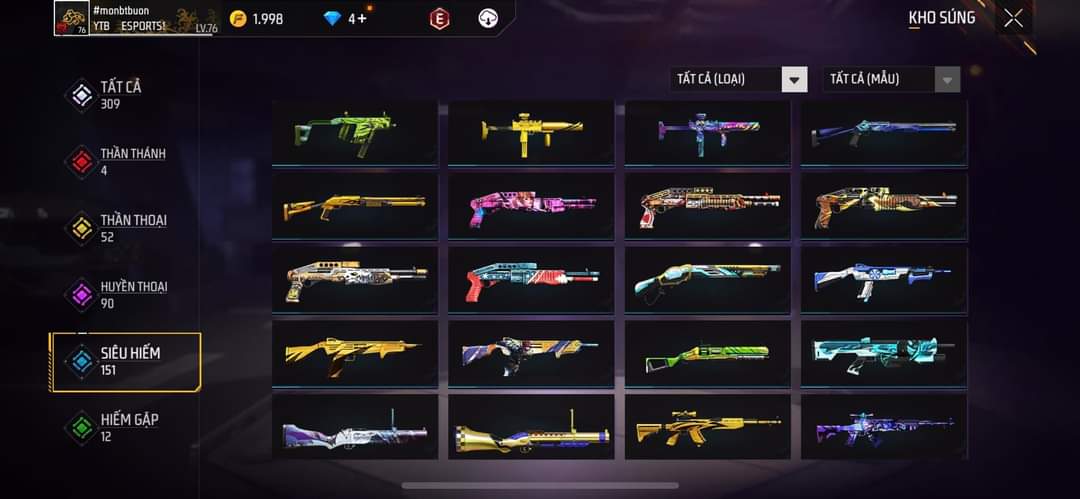 #monbtbuon
YTB ESPORTS!
76
LV.76
1.998
4+
E
KHO SÚNG
TẤT CẢ (LOẠI)
TẤT CẢ (MẪU)
TẤT CẢ
309
THẦN THÁNH
4
THẦN THOẠI
52
HUYỀN THOẠI
90
SIÊU HIẾM
151
HIẾM GẶP
12